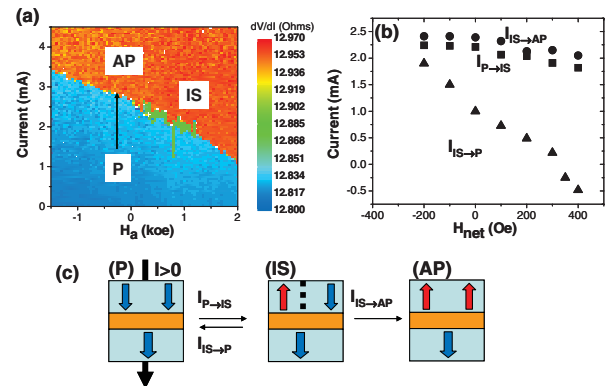 (a)
dV/dI (Ohms)
AP
IS
P
Current (mA)
4
3
2
1
0
-1 0 1 2
Hₐ (koe)
12.970
12.953
12.936
12.919
12.902
12.885
12.868
12.851
12.834
12.817
12.800
(b)
Current (mA)
2.5
2.0
1.5
1.0
0.5
0.0
-0.5
-400 -200 0 200 400
H_net (Oe)
I_IS→AP
I_P→IS
I_IS→P
(c)
(P) I>0
I_P→IS
I_IS→P
(IS)
I_IS→AP
(AP)